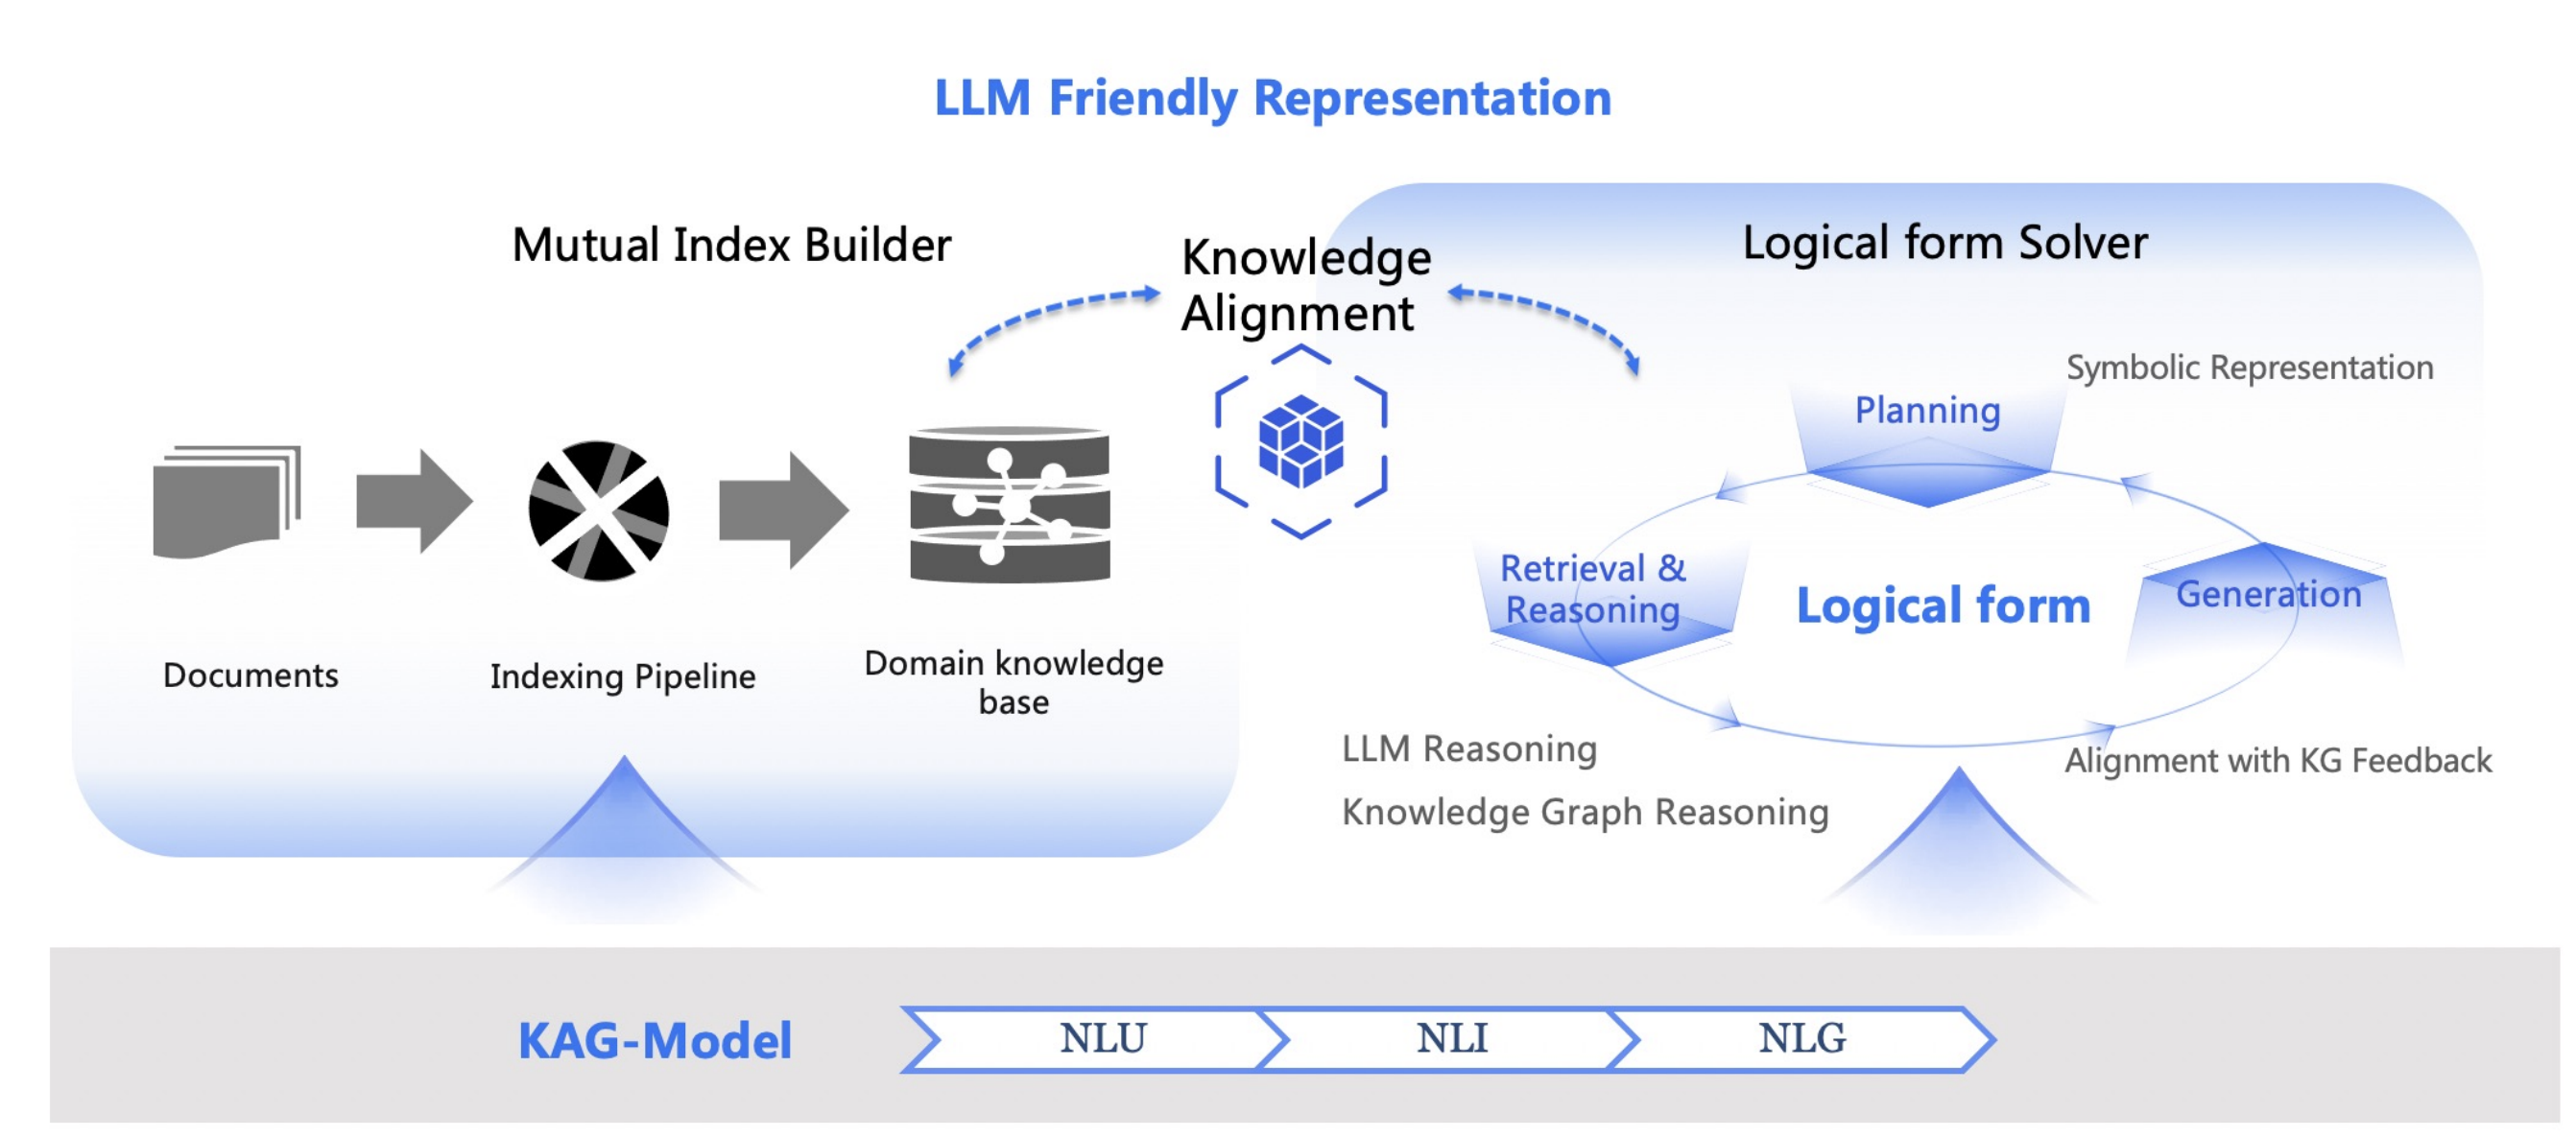 LLM Friendly Representation
Mutual Index Builder
Knowledge
Alignment
Logical form Solver
Symbolic Representation
Planning
Retrieval &
Reasoning
Logical form
Generation
Documents
Indexing Pipeline
Domain knowledge
base
LLM Reasoning
Knowledge Graph Reasoning
Alignment with KG Feedback
KAG-Model
NLU
NLI
NLG